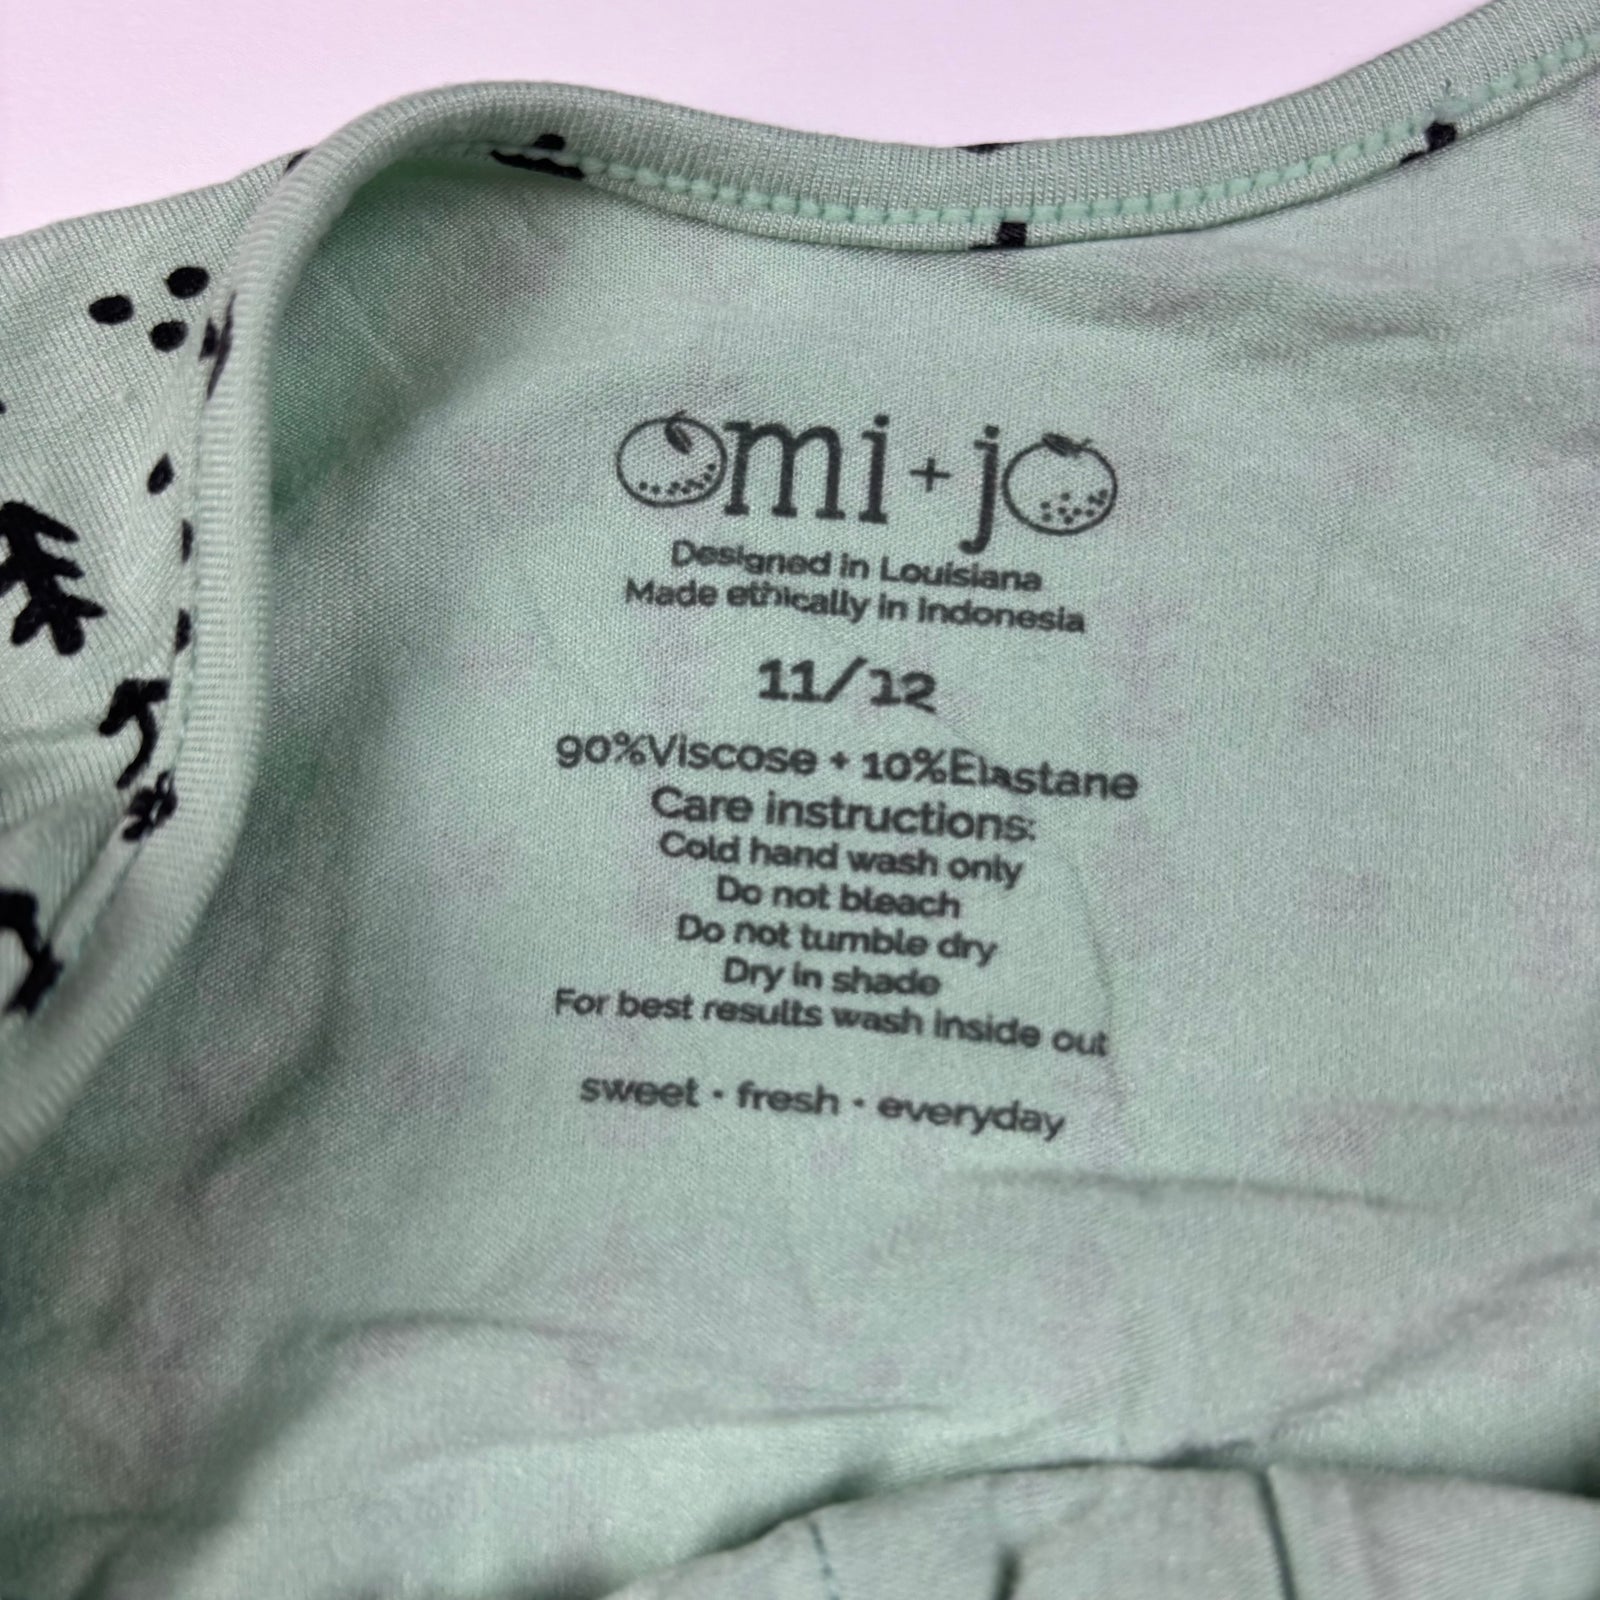 omi + jo
Designed in Louisiana
Made ethically in Indonesia
11/12
90%Viscose + 10%Elastane
Care instructions:
Cold hand wash only
Do not bleach
Do not tumble dry
Dry in shade
For best results wash inside out
sweet · fresh · everyday